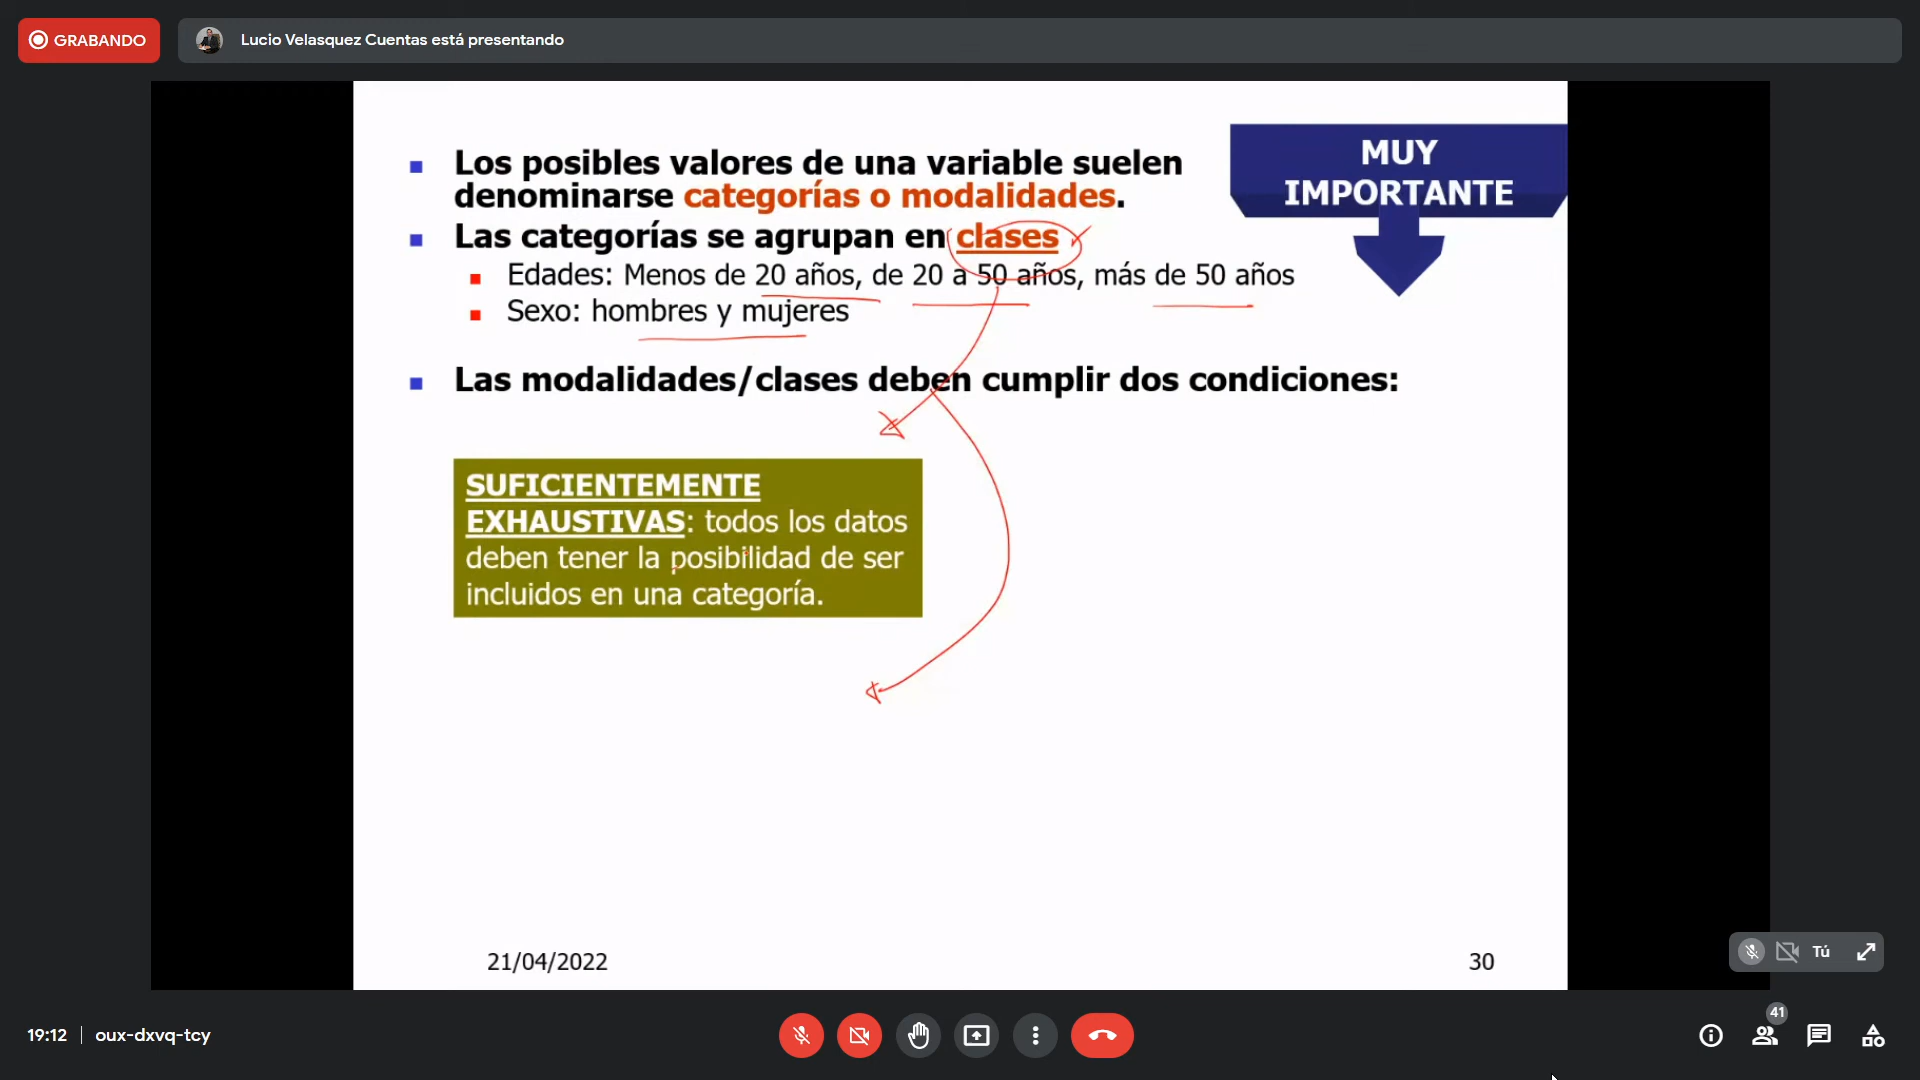 GRABANDO
Lucio Velasquez Cuentas está presentando
MUY
IMPORTANTE
Los posibles valores de una variable suelen
denominarse categorías o modalidades.
Las categorías se agrupan en clases
Edades: Menos de 20 años, de 20 a 50 años, más de 50 años
Sexo: hombres y mujeres
Las modalidades/clases deben cumplir dos condiciones:
SUFICIENTEMENTE
EXHAUSTIVAS: todos los datos
deben tener la posibilidad de ser
incluidos en una categoría.
21/04/2022
30
Tú
19:12
oux-dxvq-tcy
41